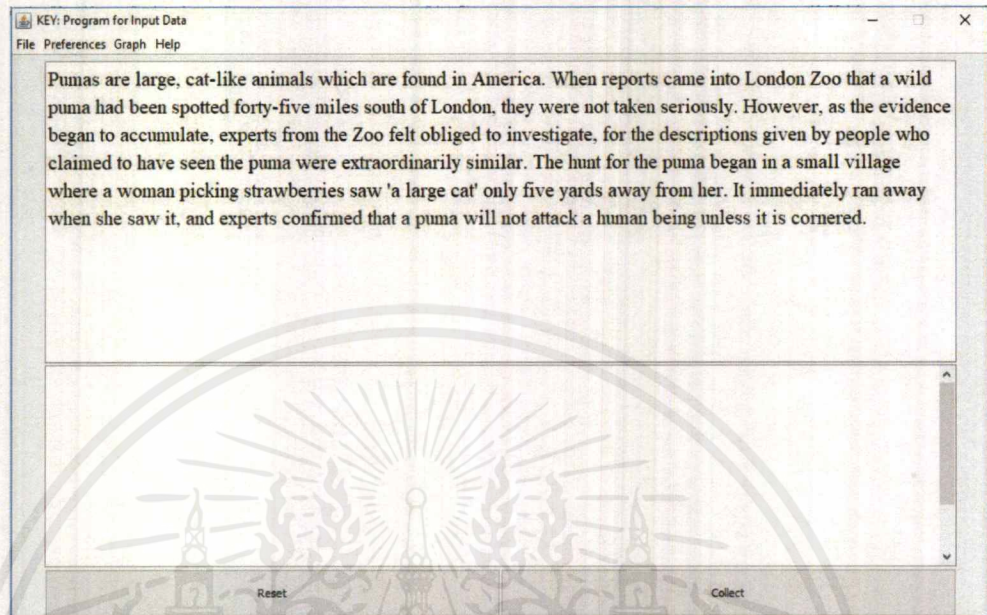 KEY: Program for Input Data
File Preferences Graph Help
Pumas are large, cat-like animals which are found in America. When reports came into London Zoo that a wild
puma had been spotted forty-five miles south of London, they were not taken seriously. However, as the evidence
began to accumulate, experts from the Zoo felt obliged to investigate, for the descriptions given by people who
claimed to have seen the puma were extraordinarily similar. The hunt for the puma began in a small village
where a woman picking strawberries saw 'a large cat' only five yards away from her. It immediately ran away
when she saw it, and experts confirmed that a puma will not attack a human being unless it is cornered.
Reset
Collect